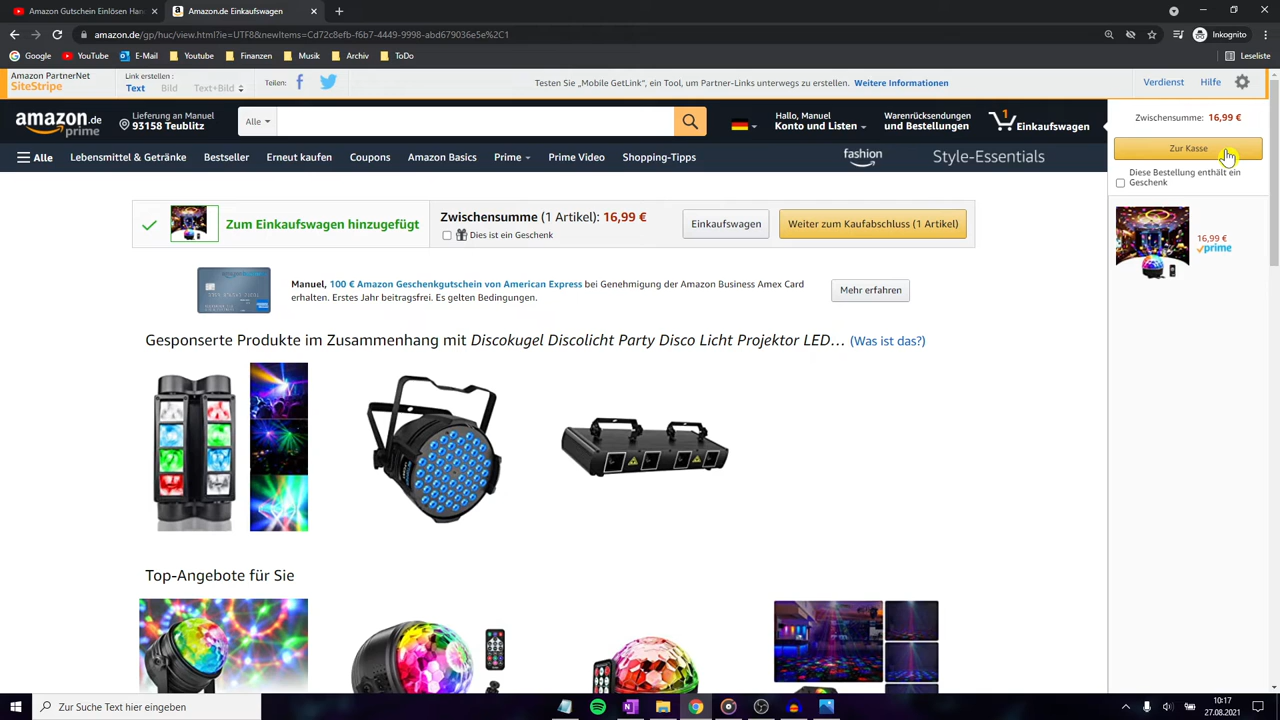 Amazon Gutschein Einlösen Han
Amazon.de Einkaufswagen
amazon.de/gp/huc/view.html?ie=UTF8&newItems=Cd72c8efb-f6b7-4449-9998-abd679036e5e%2C1
Inkognito
Google
YouTube
E-Mail
Youtube
Finanzen
Musik
Archiv
ToDo
Leseliste
Amazon PartnerNet
SiteStripe
Link erstellen :
Text Bild Text+Bild
Teilen:
Testen Sie „Mobile GetLink“, ein Tool, um Partner-Links unterwegs zu erstellen. Weitere Informationen
Verdienst
Hilfe
amazon.de
prime
Lieferung an Manuel
93158 Teublitz
Alle
Hallo, Manuel
Konto und Listen
Warenrücksendungen
und Bestellungen
1
Einkaufswagen
Alle
Lebensmittel & Getränke
Bestseller
Erneut kaufen
Coupons
Amazon Basics
Prime
Prime Video
Shopping-Tipps
fashion
Style-Essentials
Zwischensumme: 16,99 €
Zur Kasse
Diese Bestellung enthält ein
Geschenk
16,99 €
prime
Zum Einkaufswagen hinzugefügt
Zwischensumme (1 Artikel): 16,99 €
Dies ist ein Geschenk
Einkaufswagen
Weiter zum Kaufabschluss (1 Artikel)
Manuel, 100 € Amazon Geschenkgutschein von American Express bei Genehmigung der Amazon Business Amex Card
erhalten. Erstes Jahr beitragsfrei. Es gelten Bedingungen.
Mehr erfahren
Gesponserte Produkte im Zusammenhang mit Discokugel Discolicht Party Disco Licht Projektor LED… (Was ist das?)
Top-Angebote für Sie
Zur Suche Text hier eingeben
10:17
27.08.2021